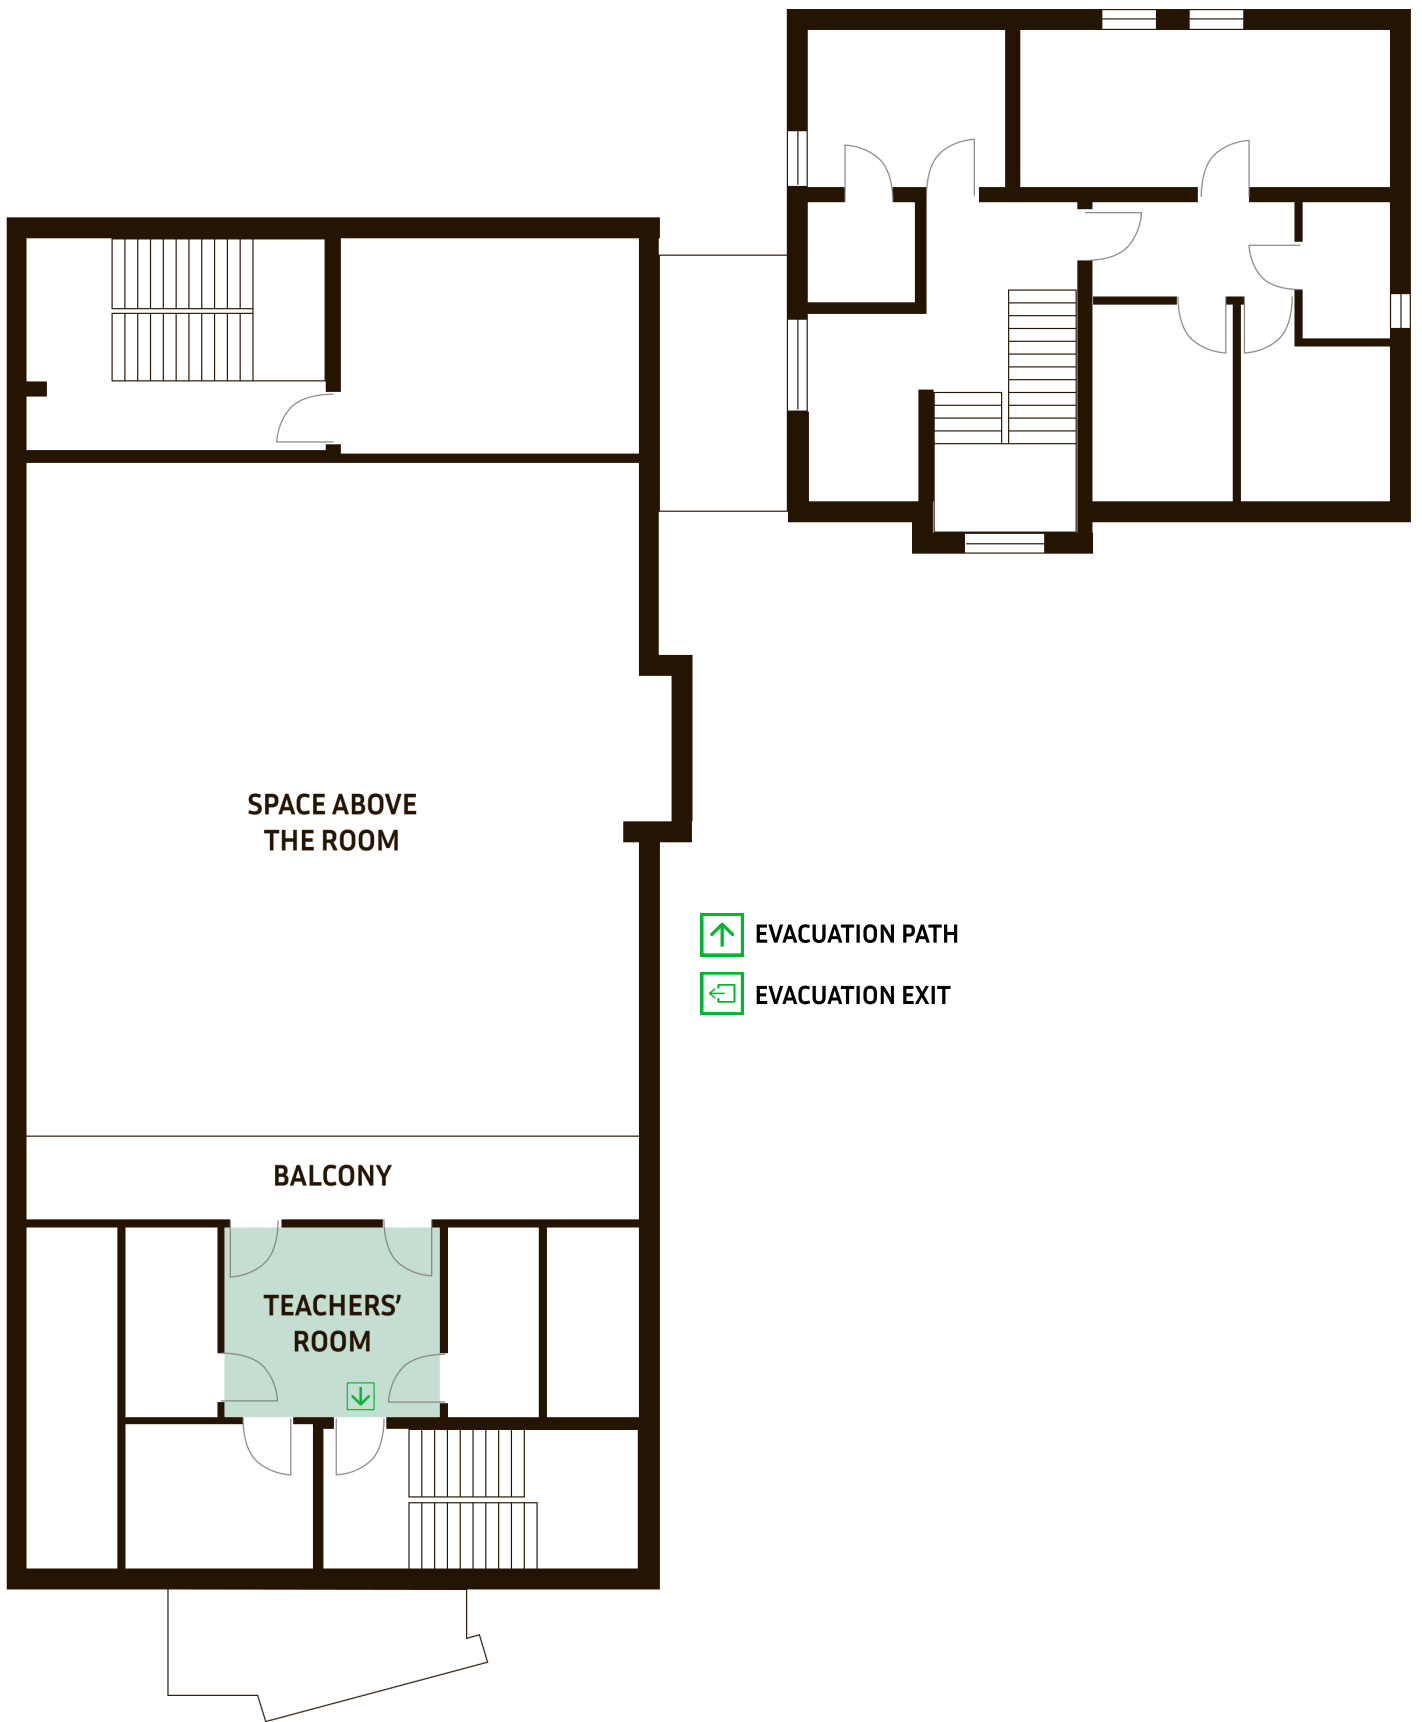 SPACE ABOVE
THE ROOM
EVACUATION PATH
EVACUATION EXIT
BALCONY
TEACHERS’
ROOM